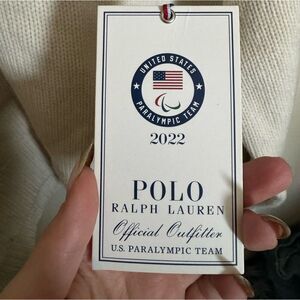 UNITED STATES
PARALYMPIC TEAM
2022
POLO
RALPH LAUREN
Official Outfitter
U.S. PARALYMPIC TEAM